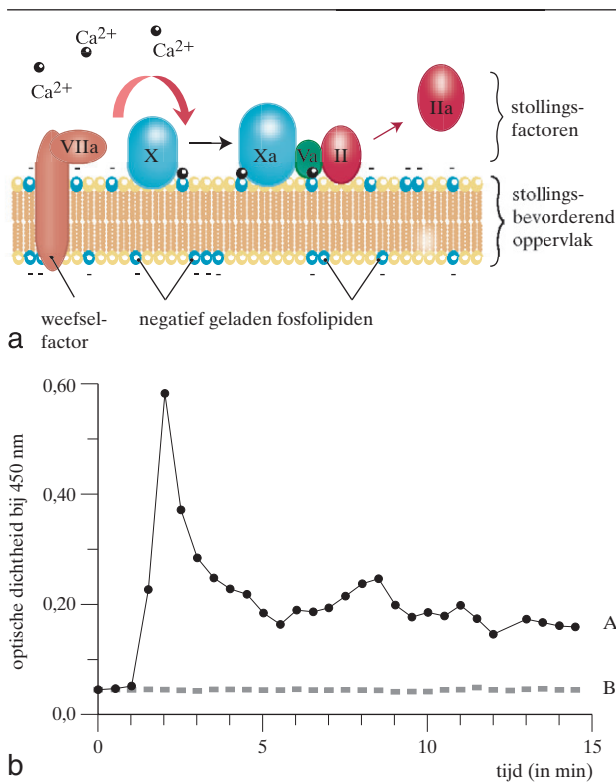 Ca2+
Ca2+
Ca2+
VIIa
X
Xa
Va
II
IIa
stollings-
factoren
stollings-
bevorderend
oppervlak
weefsel-
factor
negatief geladen fosfolipiden
a
optische dichtheid bij 450 nm
0,60
0,40
0,20
0,0
A
B
0
5
10
15
tijd (in min)
b